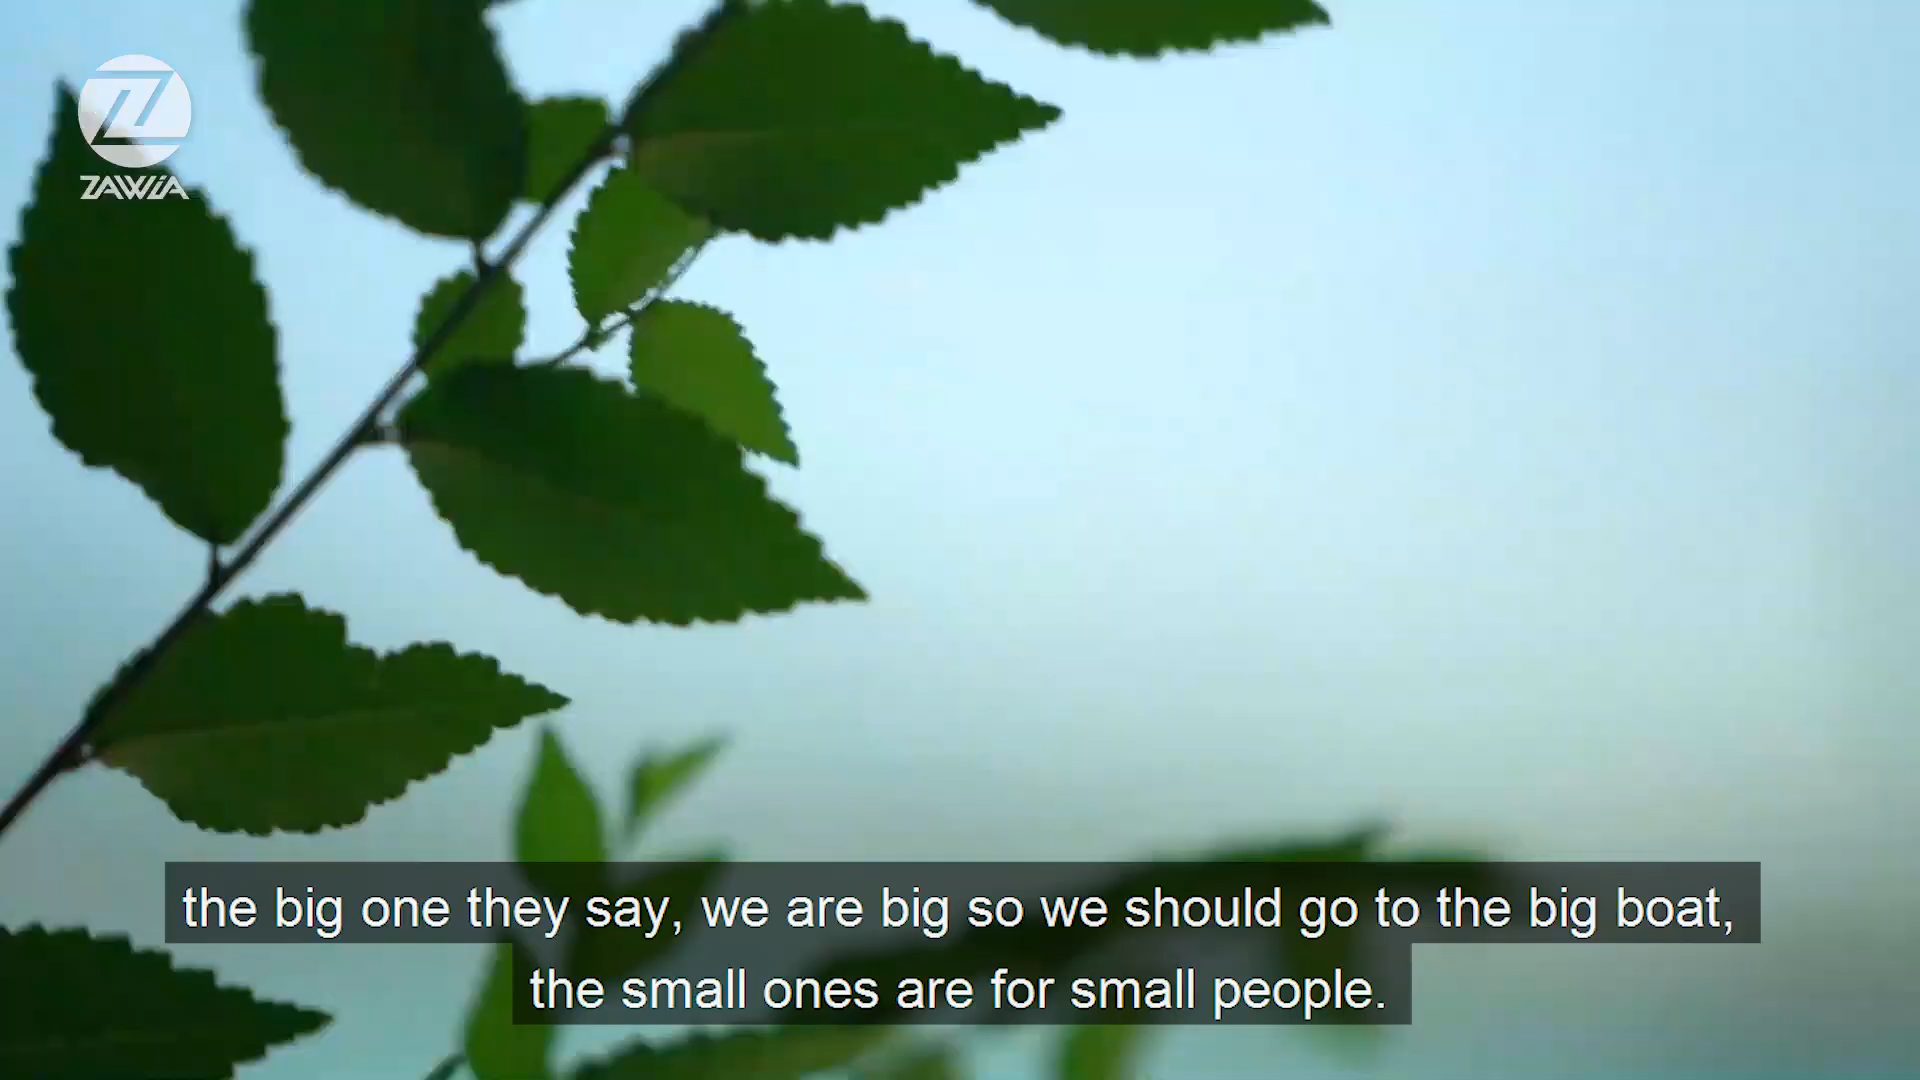 ZAWIA
the big one they say, we are big so we should go to the big boat,
the small ones are for small people.